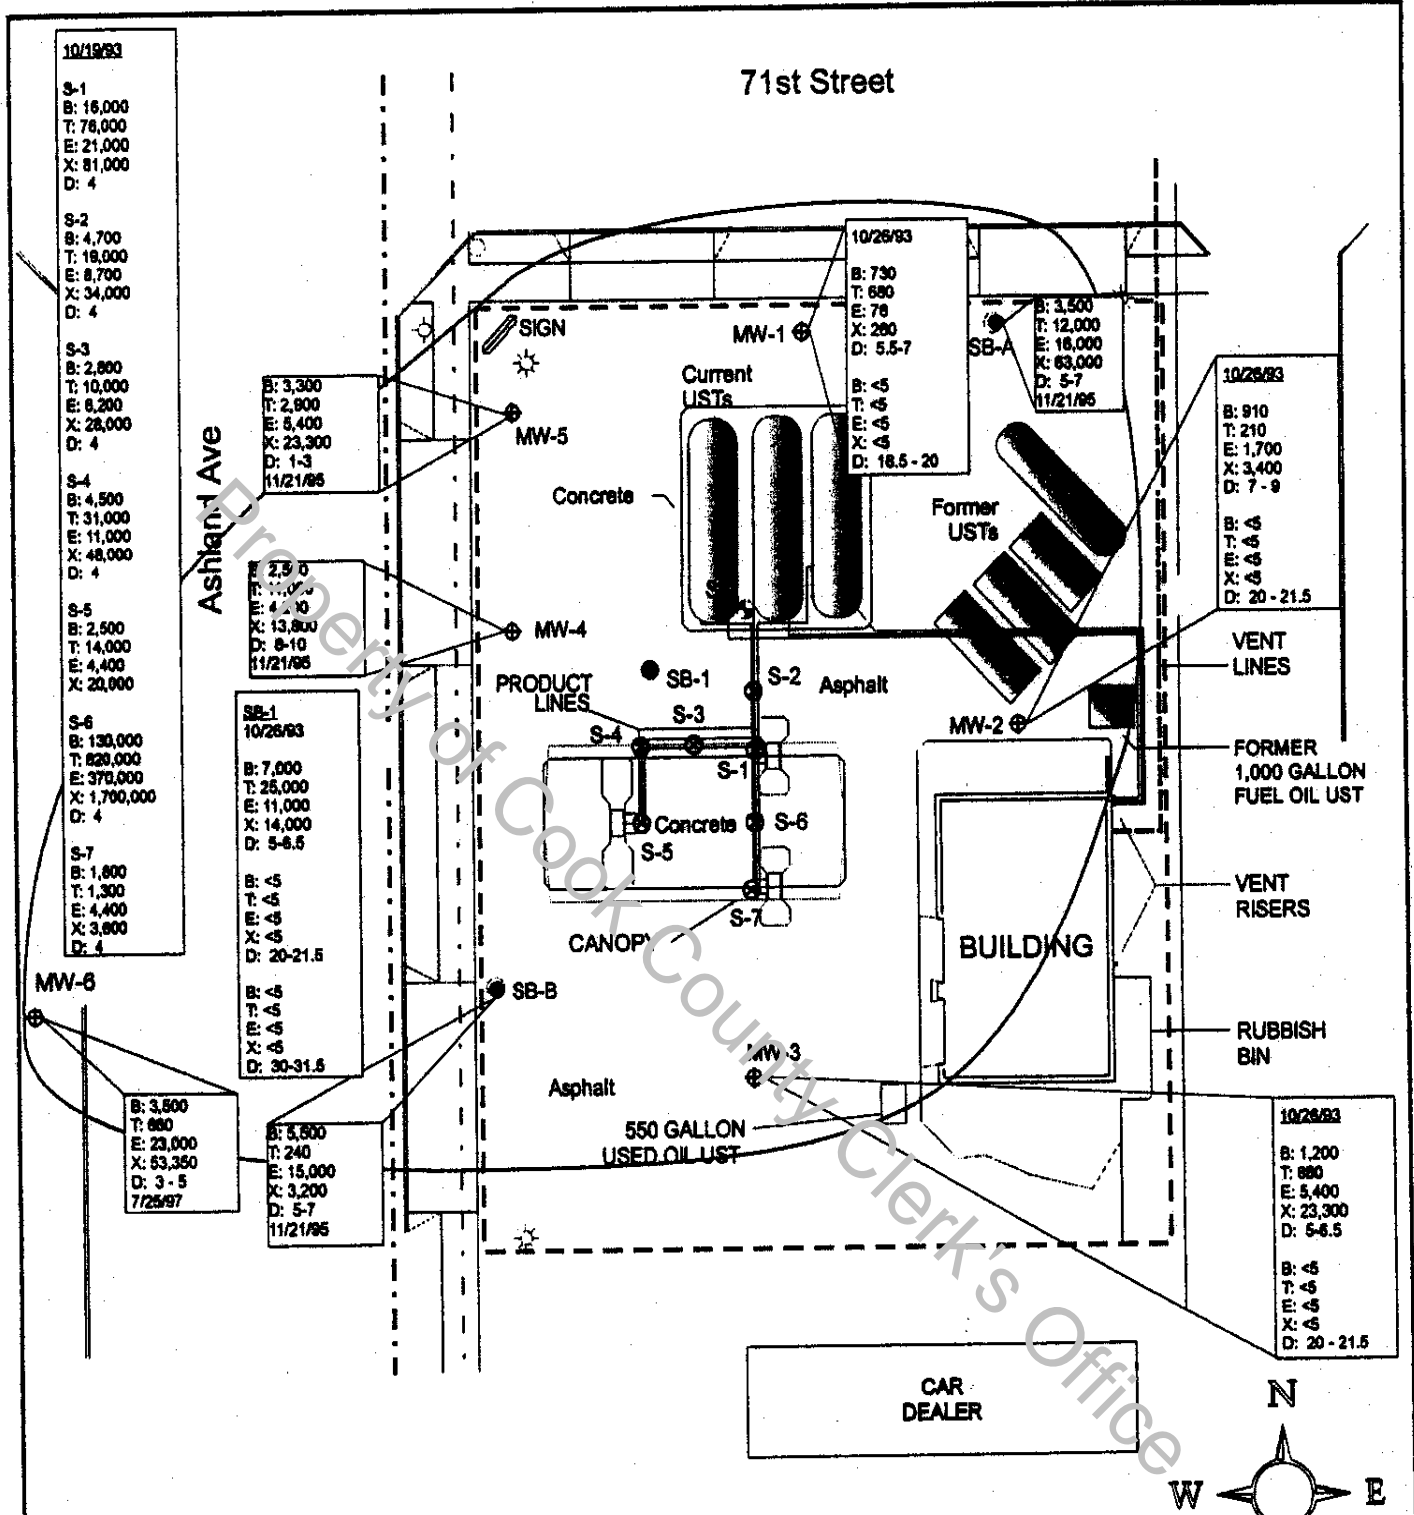 71st Street
10/19/93
S-1
B: 16,000
T: 76,000
E: 21,000
X: 81,000
D: 4
S-2
B: 4,700
T: 19,000
E: 8,700
X: 34,000
D: 4
S-3
B: 2,800
T: 10,000
E: 6,200
X: 28,000
D: 4
S-4
B: 4,500
T: 31,000
E: 11,000
X: 48,000
D: 4
S-5
B: 2,500
T: 14,000
E: 4,400
X: 20,000
S-6
B: 130,000
T: 820,000
E: 370,000
X: 1,700,000
D: 4
S-7
B: 1,800
T: 1,300
E: 4,400
X: 3,600
D: 4
Ashland Ave
B: 3,300
T: 2,900
E: 5,400
X: 23,300
D: 1-3
11/21/95
X: 13,800
D: 8-10
11/21/95
SB-1
10/26/93
B: 7,000
T: 25,000
E: 11,000
X: 14,000
D: 5-6.5
B: <5
T: <5
E: <5
X: <5
D: 20-21.5
B: <5
T: <5
E: <5
X: <5
D: 30-31.5
MW-6
B: 3,500
T: 660
E: 23,000
X: 53,350
D: 3 - 5
7/25/97
B: 5,500
T: 240
E: 15,000
X: 3,200
D: 5-7
11/21/95
SIGN
MW-5
MW-4
MW-1
10/26/93
B: 730
T: 680
E: 76
X: 260
D: 5.5-7
B: <5
T: <5
E: <5
X: <5
D: 18.5 - 20
SB-A
B: 3,500
T: 12,000
E: 16,000
X: 63,000
D: 5-7
11/21/95
10/26/93
B: 910
T: 210
E: 1,700
X: 3,400
D: 7 - 9
B: <5
T: <5
E: <5
X: <5
D: 20 - 21.5
Current
USTs
Concrete
Former
USTs
SB-1
S-2
Asphalt
PRODUCT
LINES
S-3
S-4
S-1
MW-2
VENT
LINES
FORMER
1,000 GALLON
FUEL OIL UST
Concrete
S-6
S-5
S-7
CANOPY
VENT
RISERS
BUILDING
SB-B
RUBBISH
BIN
MW-3
Asphalt
550 GALLON
USED OIL UST
10/26/93
B: 1,200
T: 880
E: 5,400
X: 23,300
D: 5-6.5
B: <5
T: <5
E: <5
X: <5
D: 20 - 21.5
CAR
DEALER
N
W
E
Property of Cook County Clerk's Office